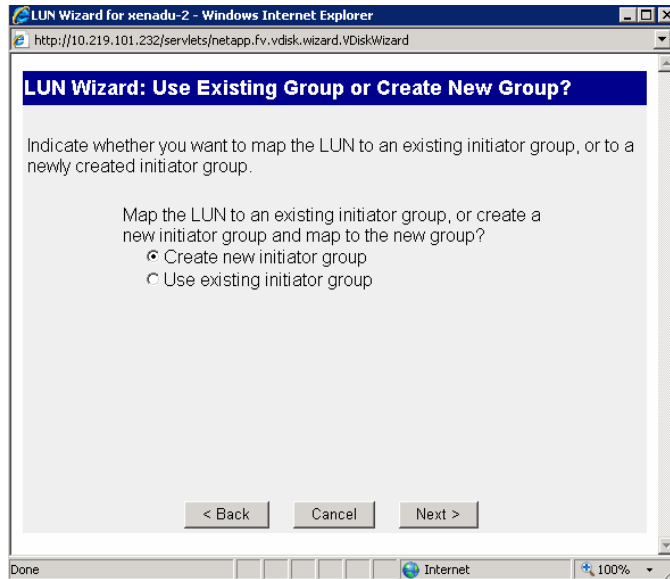 LUN Wizard for xenadu-2 - Windows Internet Explorer
http://10.219.101.232/servlets/netapp.fv.vdisk.wizard.VDiskWizard
LUN Wizard: Use Existing Group or Create New Group?
Indicate whether you want to map the LUN to an existing initiator group, or to a
newly created initiator group.
Map the LUN to an existing initiator group, or create a
new initiator group and map to the new group?
Create new initiator group
Use existing initiator group
< Back Cancel Next >
Done Internet 100%